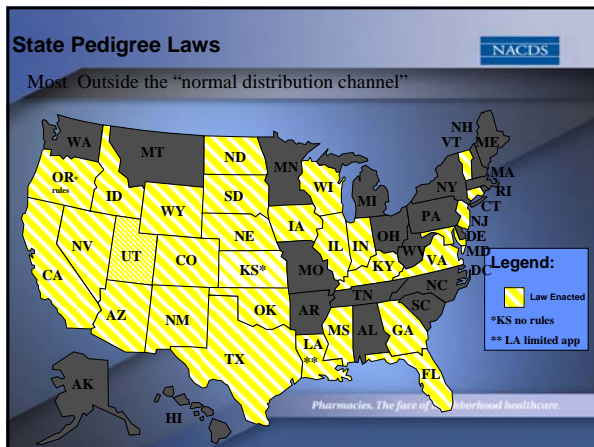 State Pedigree Laws
NACDS
Most Outside the “normal distribution channel”
WA
MT
ND
MN
OR*
rules
ID
WY
SD
WI
MI
NH
VT
ME
NY
MA
RI
CT
PA
NJ
DE
MD
DC
NV
UT
CO
NE
IA
IL
IN
OH
WV
VA
KY
CA
KS*
MO
AZ
NM
OK
AR
TN
NC
SC
TX
LA
**
MS
AL
GA
FL
AK
HI
Legend:
Law Enacted
*KS no rules
** LA limited app
Pharmacies. The face of neighborhood healthcare.